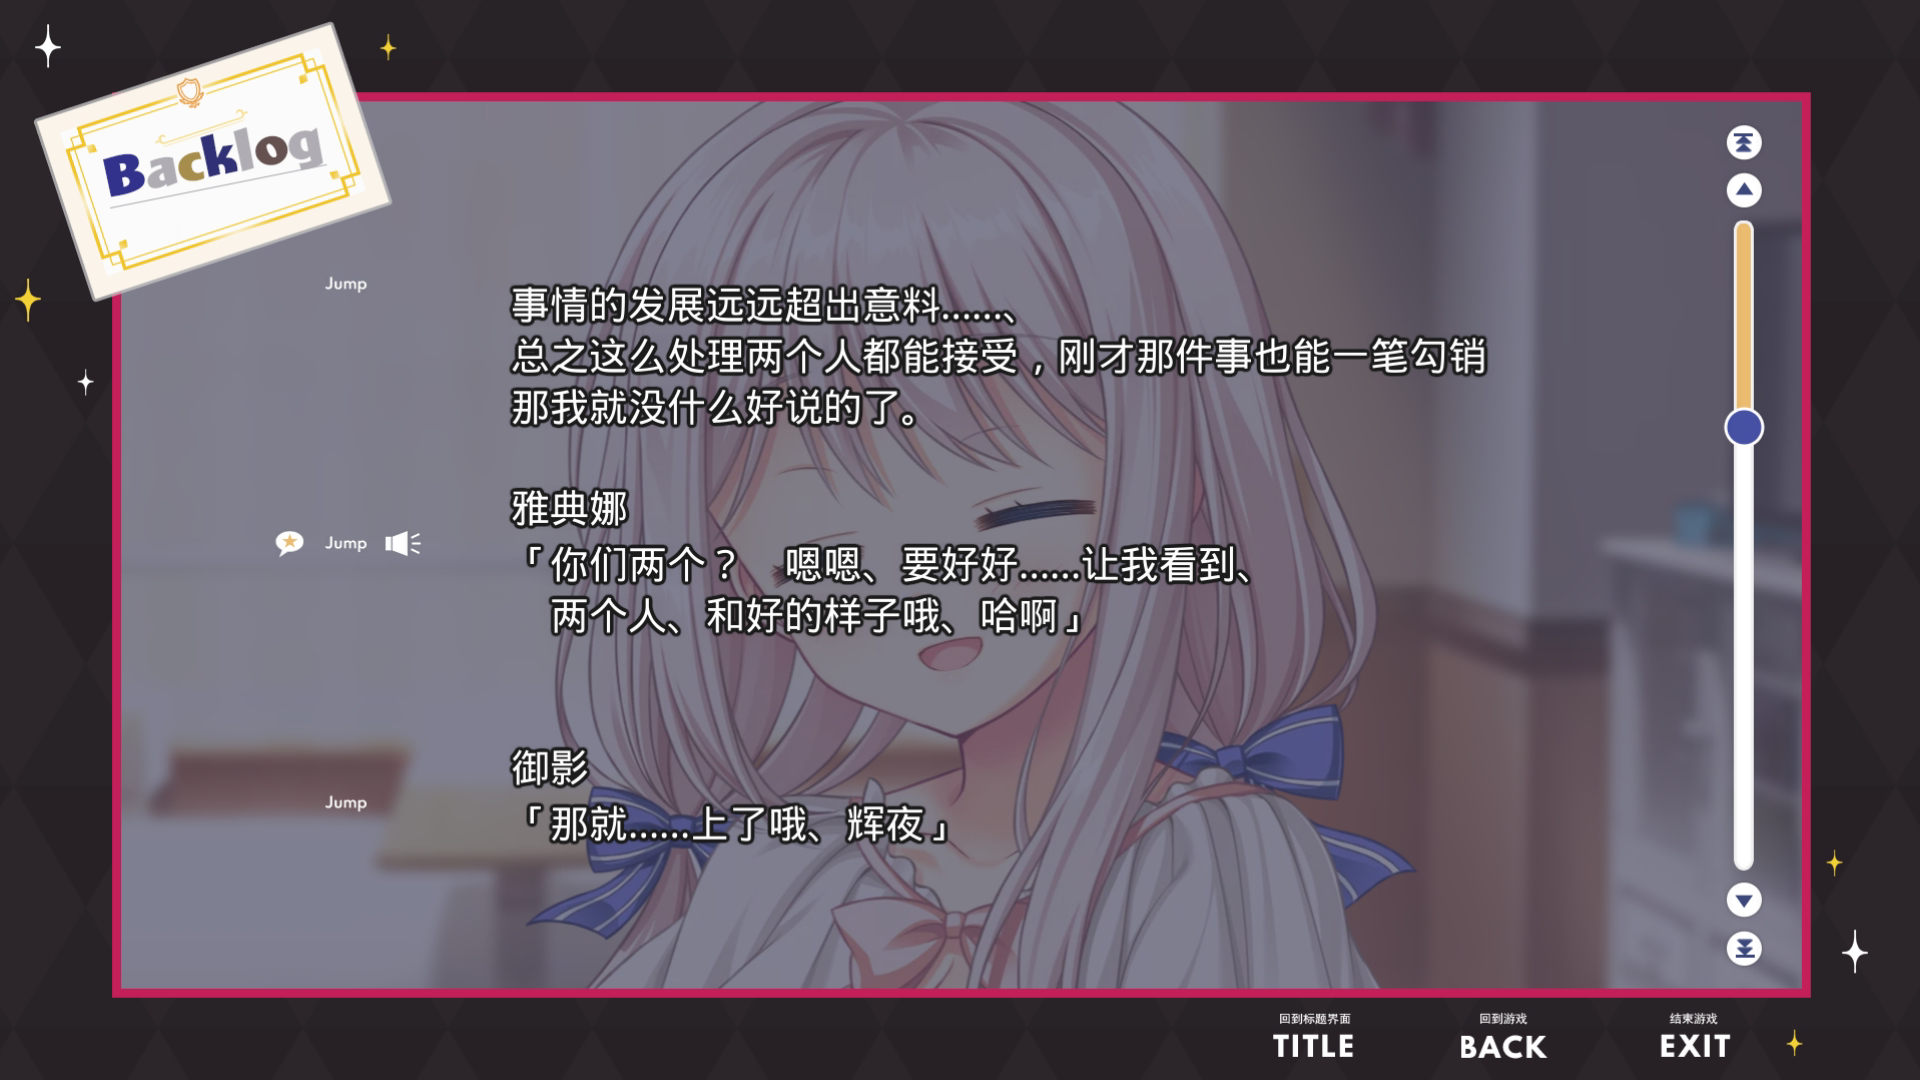 Backlog
Jump
事情的发展远远超出意料……、
总之这么处理两个人都能接受，刚才那件事也能一笔勾销
那我就没什么好说的了。
雅典娜
Jump
「你们两个？　嗯嗯、要好好……让我看到、
两个人、和好的样子哦、哈啊」
御影
Jump
「那就……上了哦、辉夜」
回到标题界面
TITLE
回到游戏
BACK
结束游戏
EXIT